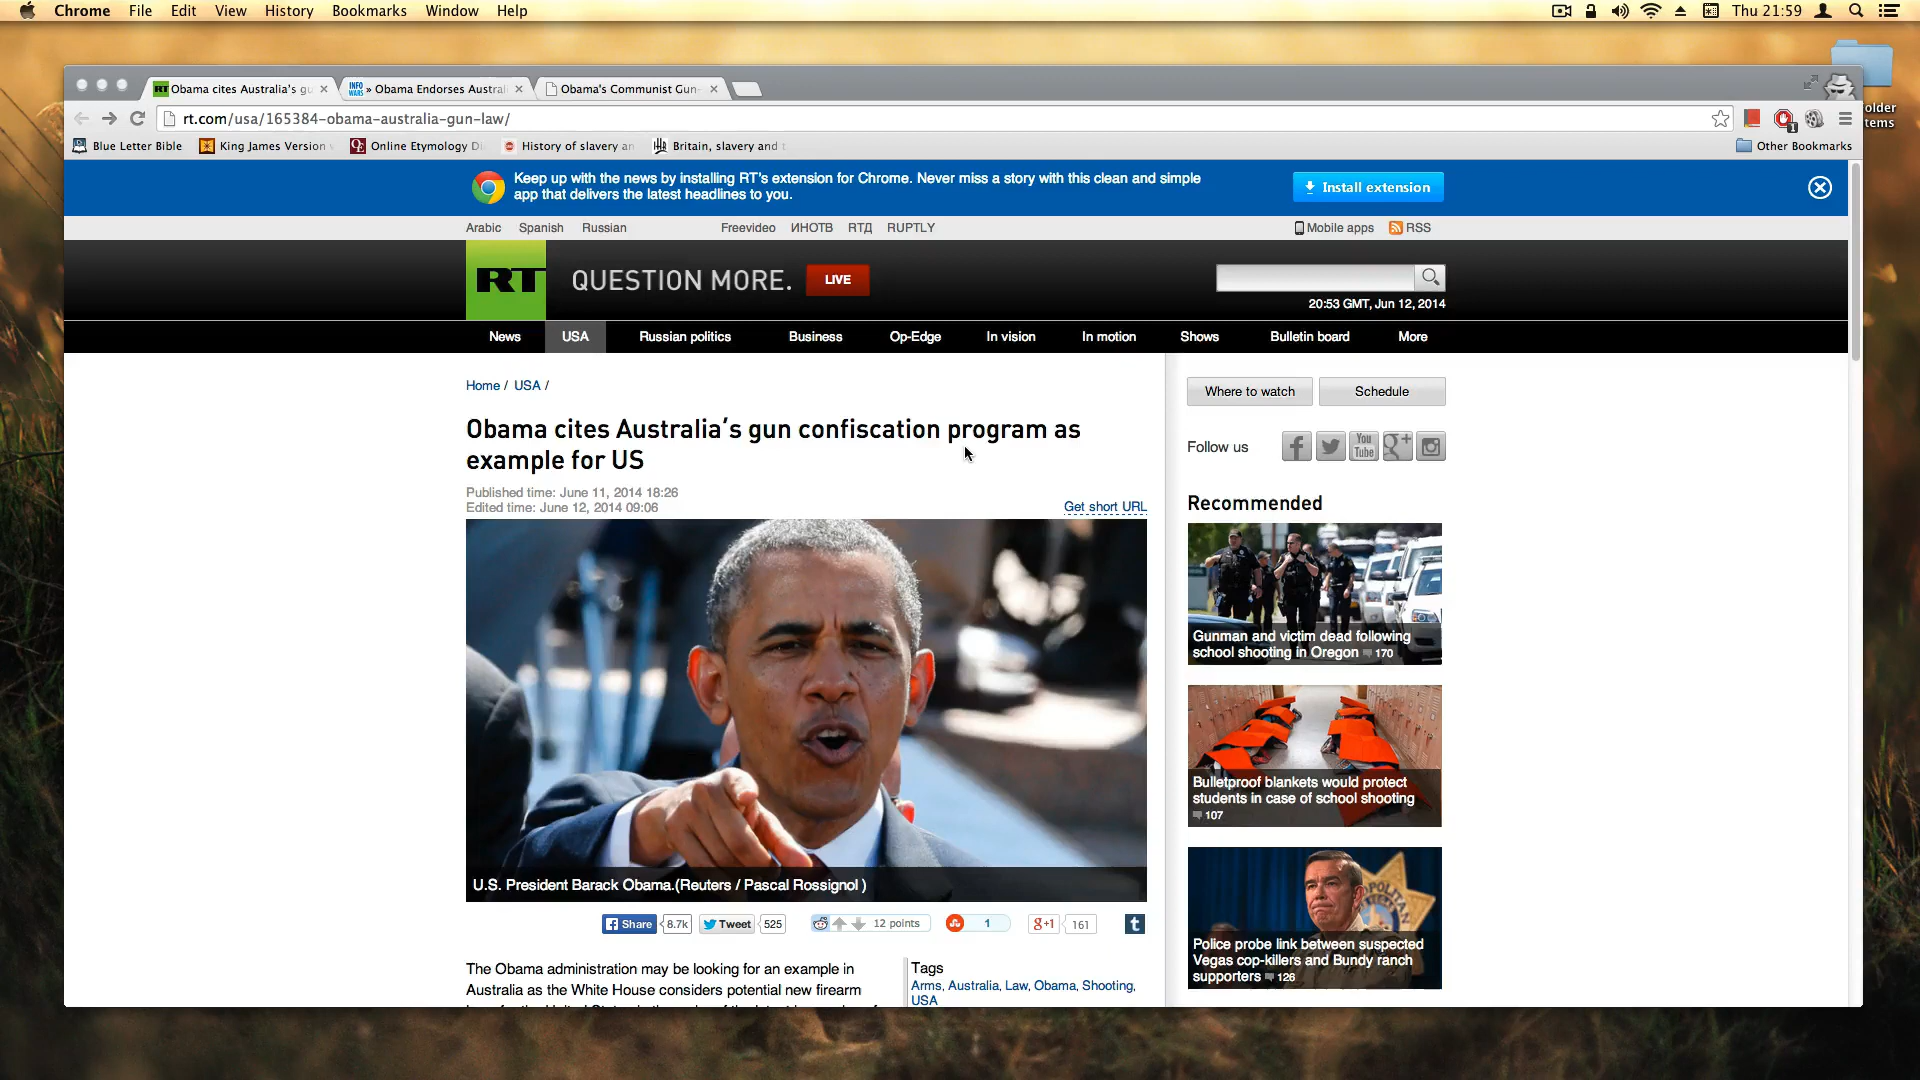 Chrome File Edit View History Bookmarks Window Help Thu 21:59
Obama cites Australia's gu
INFO WARS » Obama Endorses Austral
Obama's Communist Gun-
rt.com/usa/165384-obama-australia-gun-law/
Blue Letter Bible King James Version Online Etymology Di History of slavery an Britain, slavery and t Other Bookmarks
Keep up with the news by installing RT's extension for Chrome. Never miss a story with this clean and simple
app that delivers the latest headlines to you.
Install extension
Arabic Spanish Russian Freevideo ИНОТВ RTД RUPTLY Mobile apps RSS
RT QUESTION MORE. LIVE
20:53 GMT, Jun 12, 2014
News USA Russian politics Business Op-Edge In vision In motion Shows Bulletin board More
Home / USA /
Obama cites Australia's gun confiscation program as
example for US
Published time: June 11, 2014 18:26
Edited time: June 12, 2014 09:06
Get short URL
U.S. President Barack Obama.(Reuters / Pascal Rossignol )
Share 8.7k Tweet 525 12 points 1 g+1 161 t
The Obama administration may be looking for an example in
Australia as the White House considers potential new firearm
Tags
Arms, Australia, Law, Obama, Shooting,
USA
Where to watch Schedule
Follow us
You Tube
Recommended
Gunman and victim dead following
school shooting in Oregon 170
Bulletproof blankets would protect
students in case of school shooting
107
Police probe link between suspected
Vegas cop-killers and Bundy ranch
supporters 126
older
tems